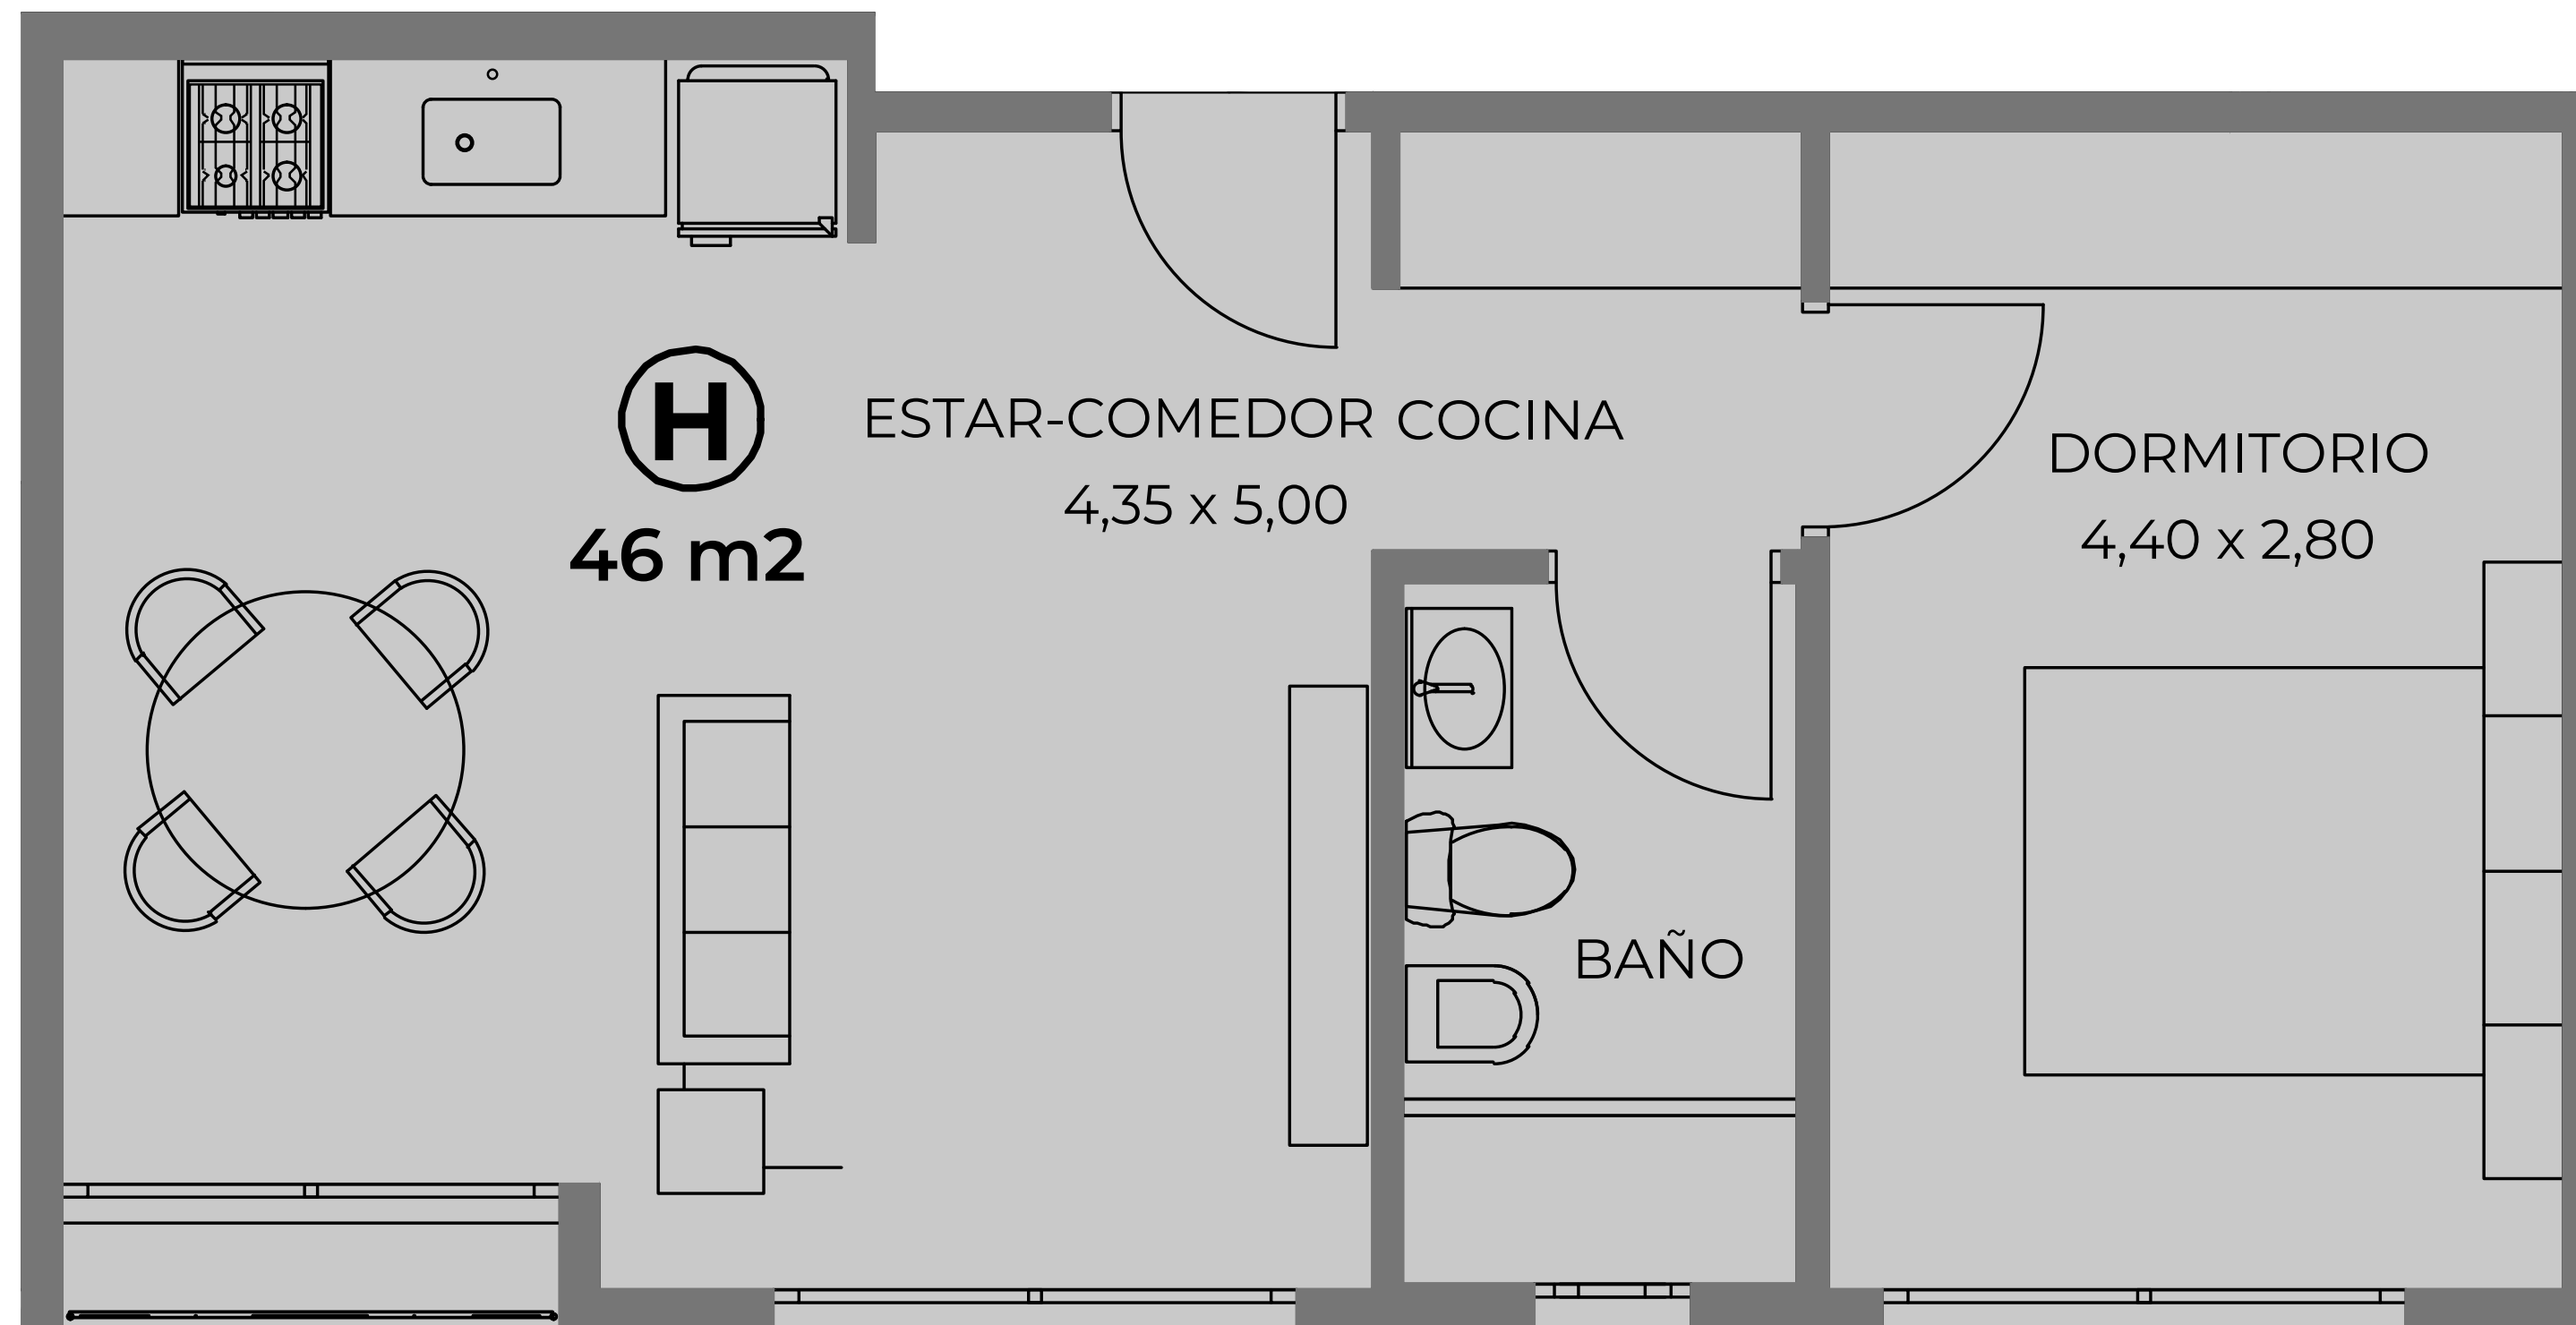 H
46 m2
ESTAR-COMEDOR COCINA
4,35 x 5,00
DORMITORIO
4,40 x 2,80
BAÑO